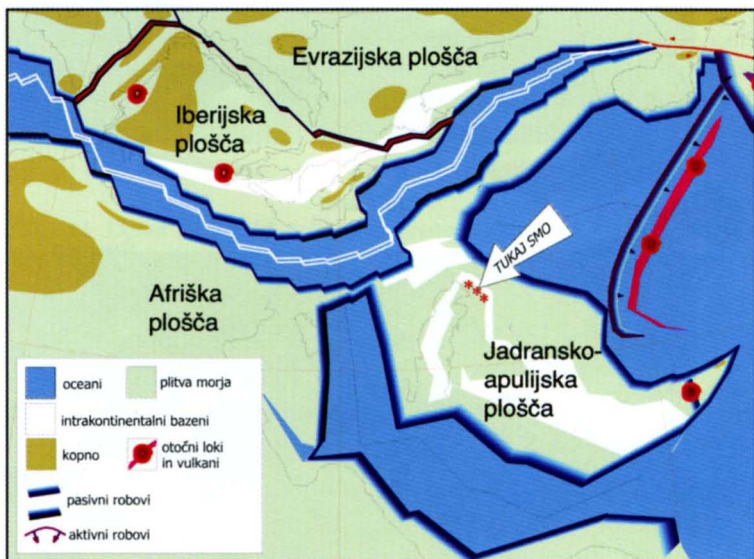 Evrazijska plošča
Iberijska
plošča
TUKAJ SMO
Afriška
plošča
Jadransko-
apulijska
plošča
oceani
plitva morja
intrakontinentalni bazeni
kopno
otočni loki
in vulkani
pasivni robovi
aktivni robovi